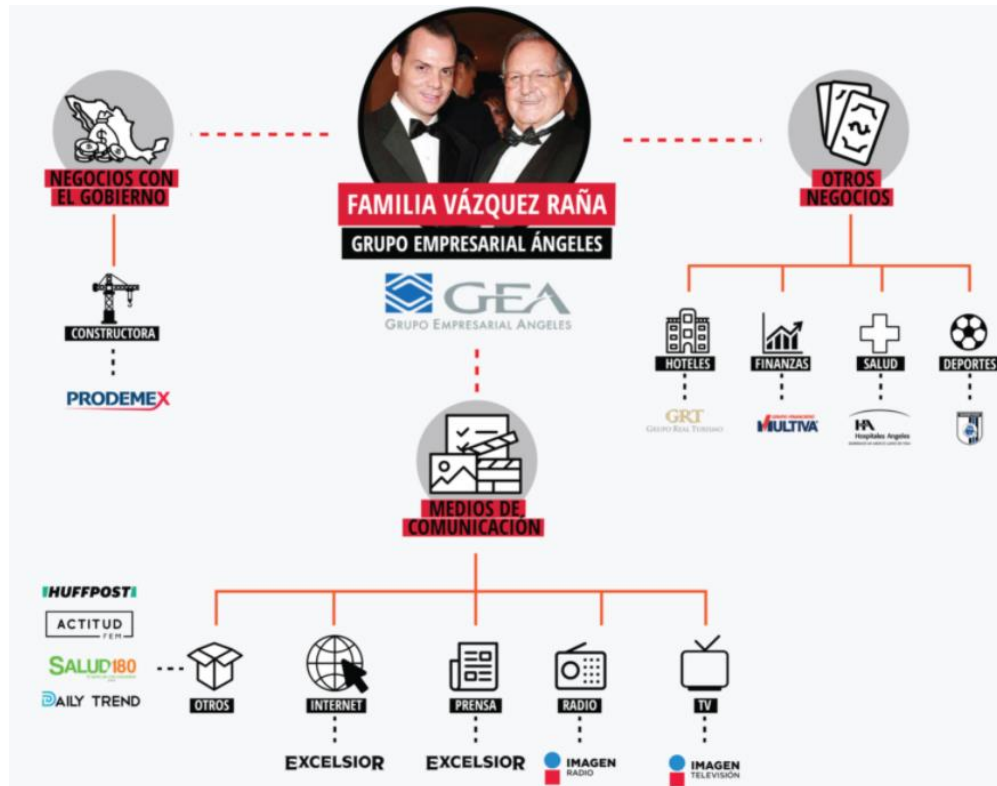 NEGOCIOS CON
EL GOBIERNO
CONSTRUCTORA
PRODEMEX
FAMILIA VÁZQUEZ RAÑA
GRUPO EMPRESARIAL ÁNGELES
GEA
GRUPO EMPRESARIAL ANGELES
OTROS
NEGOCIOS
HOTELES
FINANZAS
SALUD
DEPORTES
GRT
GRUPO REAL TURISMO
GRUPO FINANCIERO
MULTIVA
HA
Hospitales Angeles
MEDIOS DE
COMUNICACIÓN
HUFFPOST
ACTITUD
FEM
SALUD180
DAILY TREND
OTROS
INTERNET
PRENSA
RADIO
TV
EXCELSIOR
EXCELSIOR
IMAGEN
RADIO
IMAGEN
TELEVISIÓN